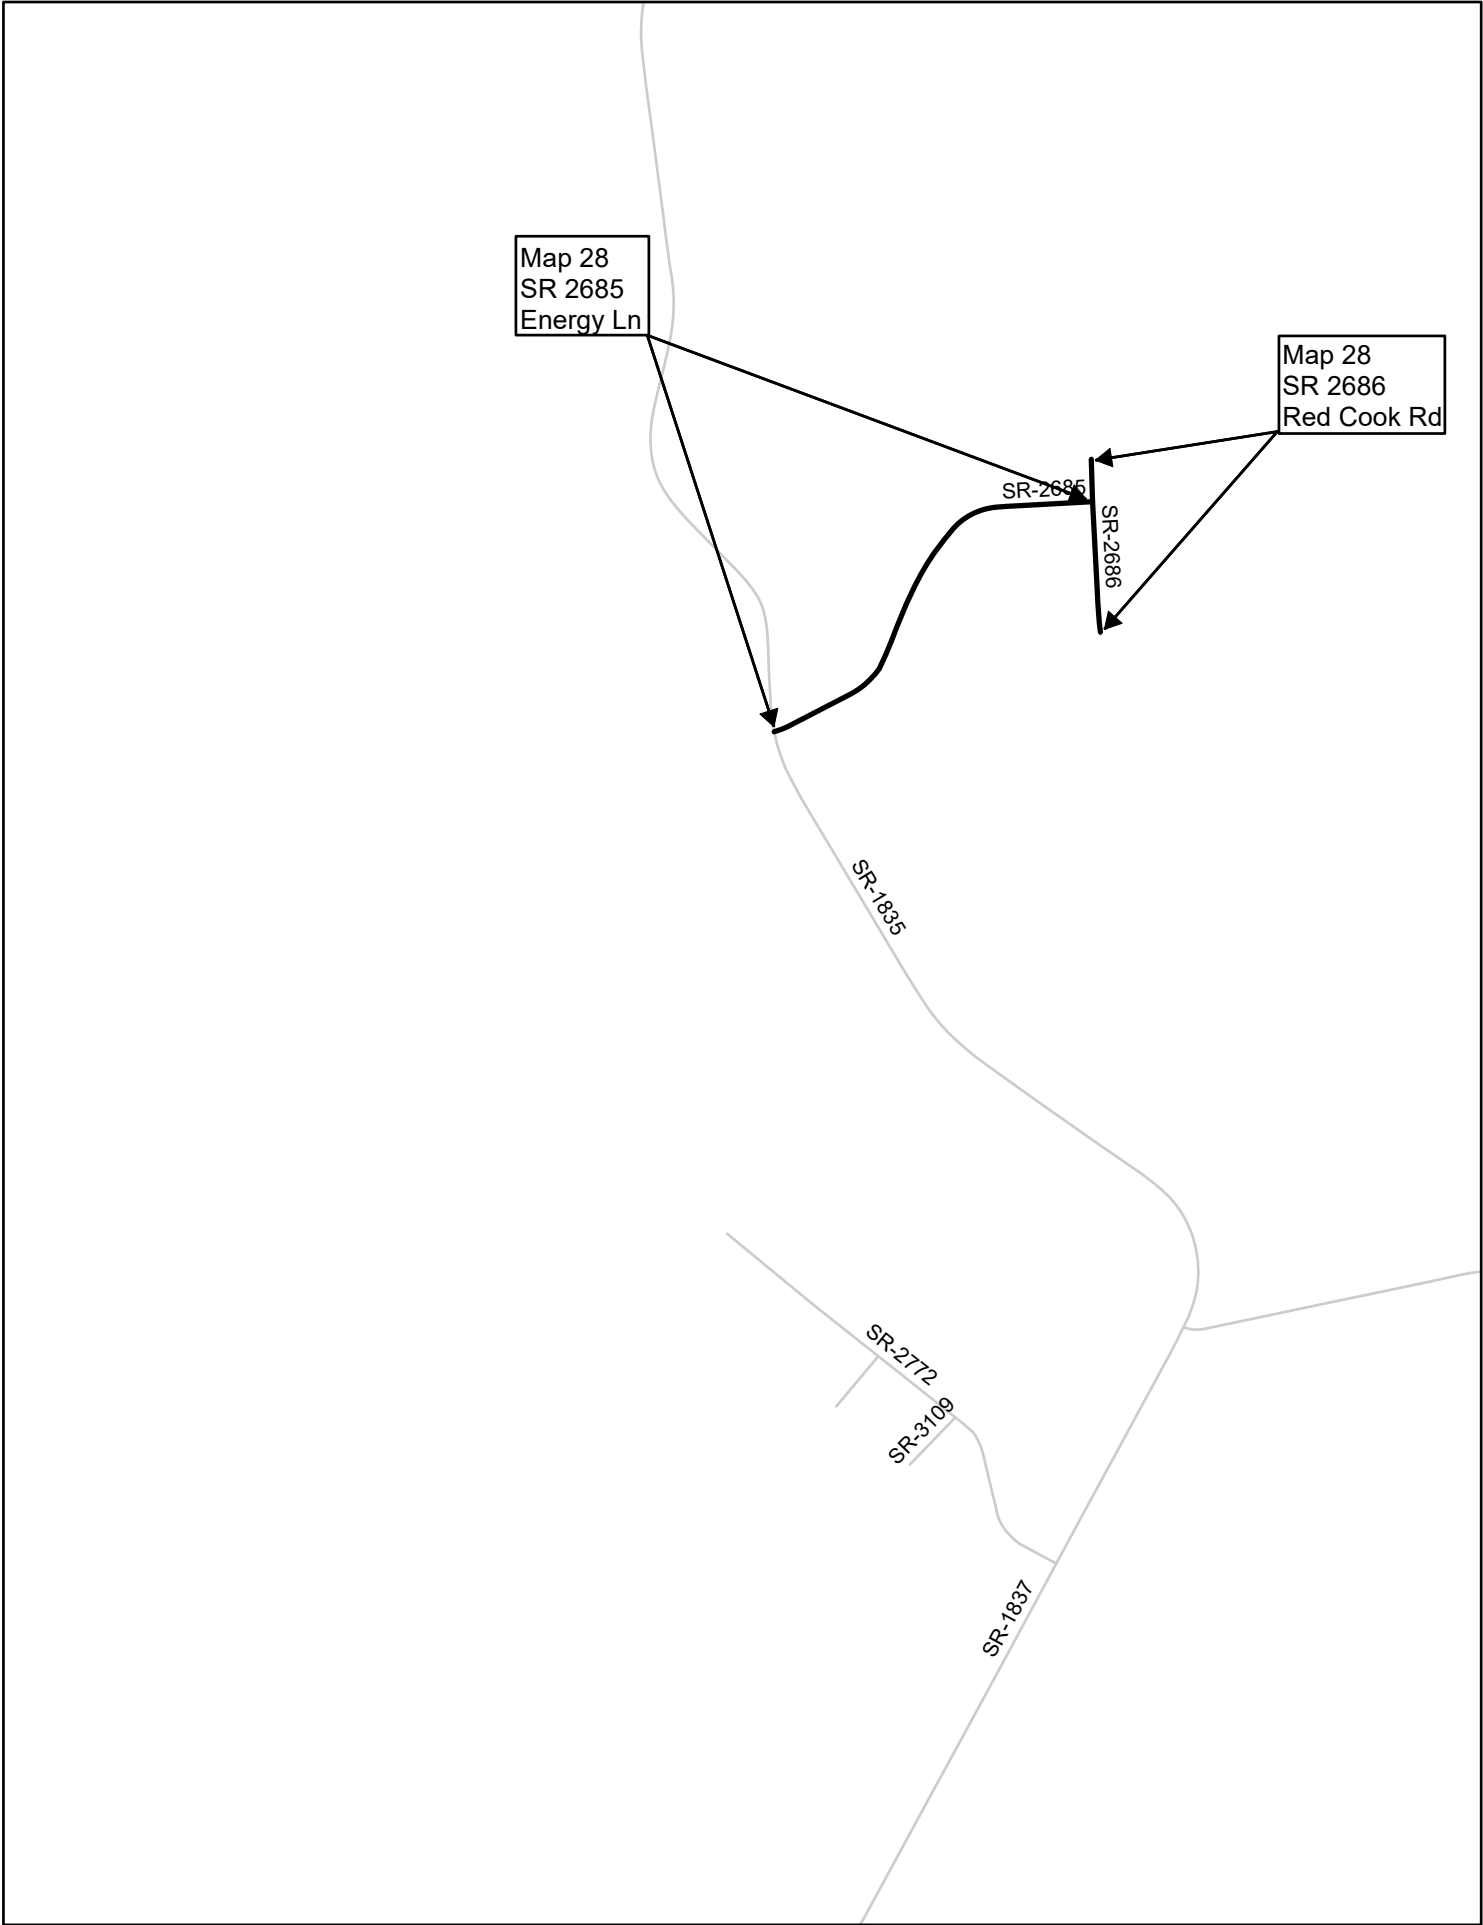 Map 28
SR 2685
Energy Ln
Map 28
SR 2686
Red Cook Rd
SR-2685
SR-2686
SR-1835
SR-2772
SR-3109
SR-1837